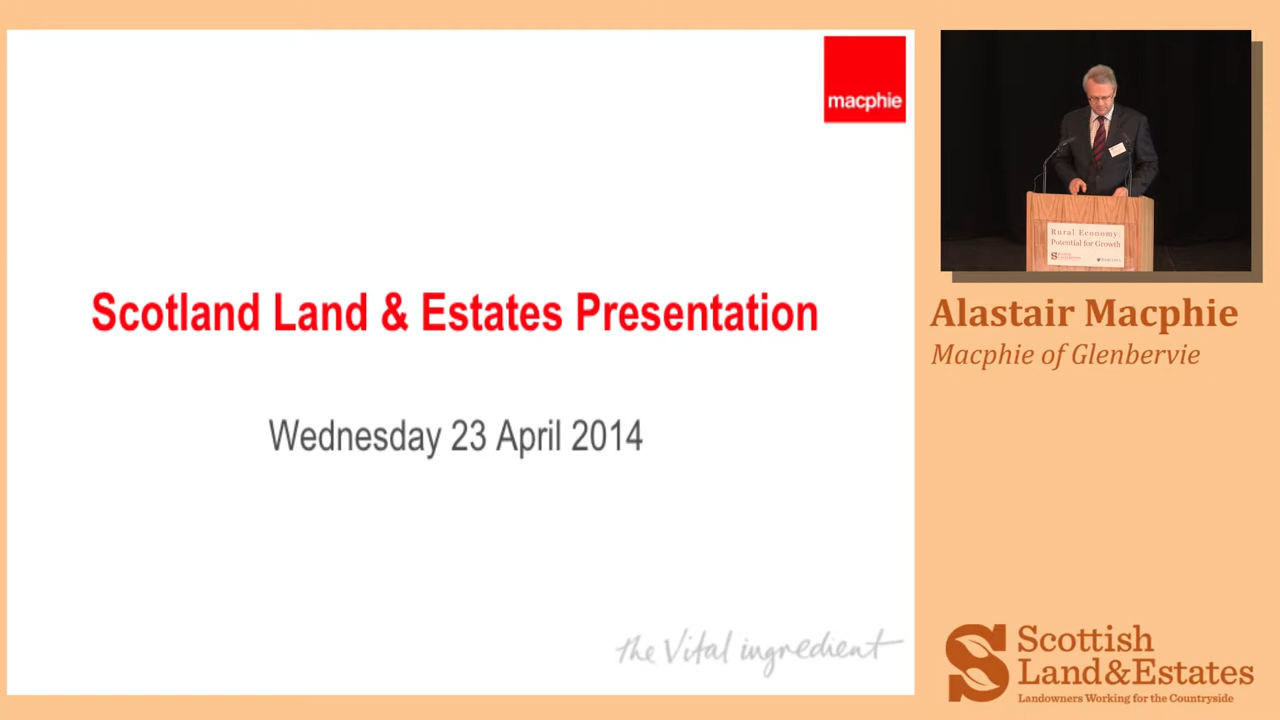 macphie
Scotland Land & Estates Presentation
Wednesday 23 April 2014
the Vital ingredient
Rural Economy:
Potential for Growth
Alastair Macphie
Macphie of Glenbervie
Scottish
Land&Estates
Landowners Working for the Countryside